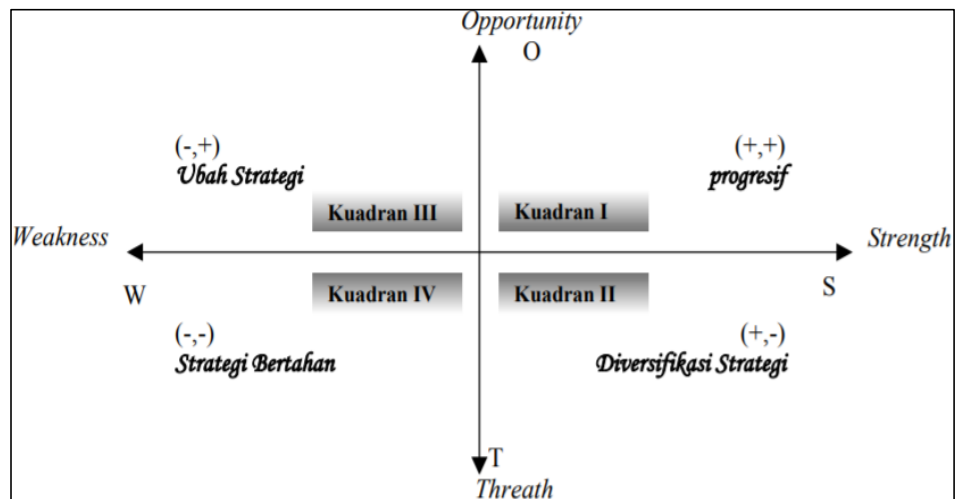 Opportunity
O
(-,+)
Ubah Strategi
(+,+)
progresif
Kuadran III
Kuadran I
Weakness
Strength
W
Kuadran IV
Kuadran II
S
(-,-)
Strategi Bertahan
(+,-)
Diversifikasi Strategi
T
Threath